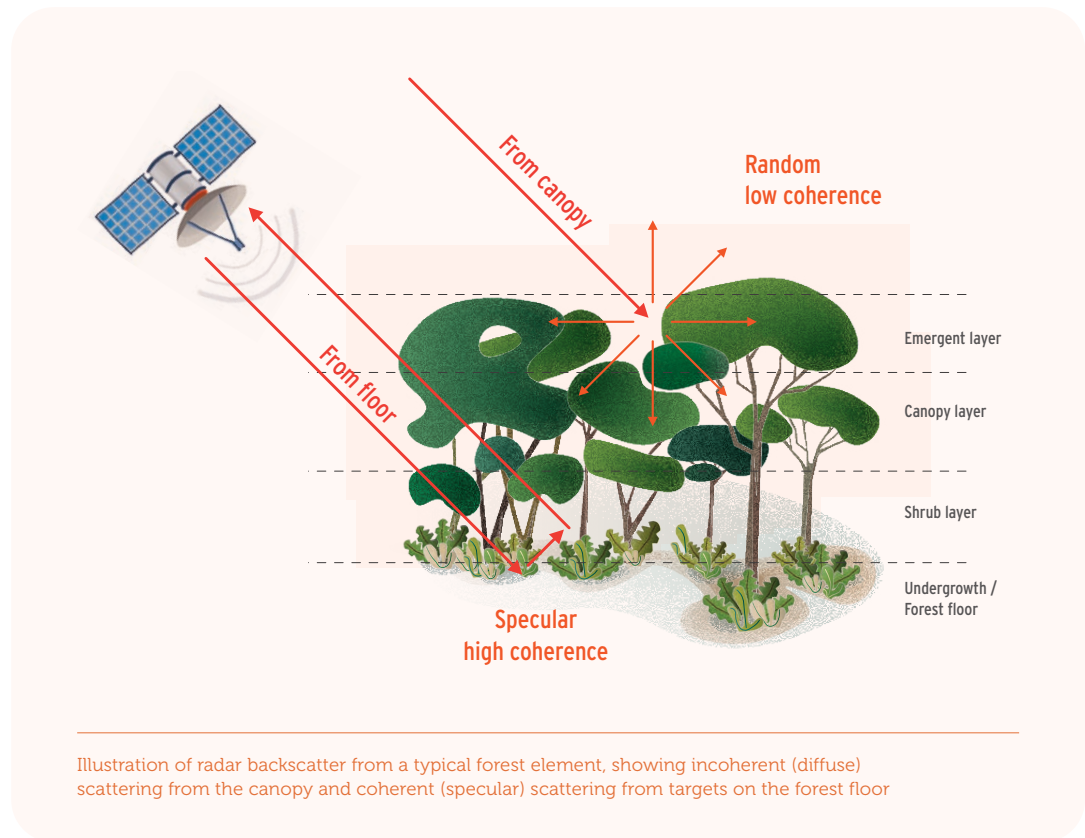 From canopy
Random
low coherence
From floor
Emergent layer
Canopy layer
Shrub layer
Undergrowth /
Forest floor
Specular
high coherence
Illustration of radar backscatter from a typical forest element, showing incoherent (diffuse)
scattering from the canopy and coherent (specular) scattering from targets on the forest floor